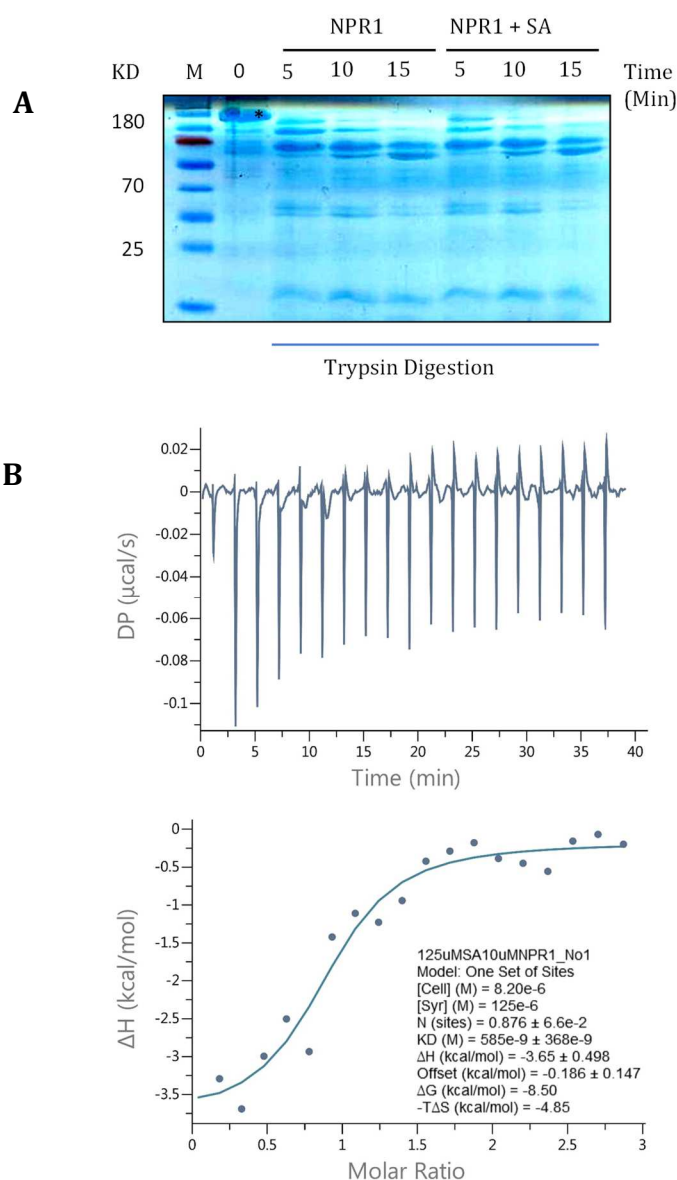 NPR1 NPR1 + SA
KD M 0 5 10 15 5 10 15 Time
(Min)
A
*
180
70
25
Trypsin Digestion
B
0.02
0
-0.02
-0.04
-0.06
-0.08
-0.1
DP (µcal/s)
0 5 10 15 20 25 30 35 40
Time (min)
0
-0.5
-1
-1.5
-2
-2.5
-3
-3.5
ΔH (kcal/mol)
125uMSA10uMNPR1_No1
Model: One Set of Sites
[Cell] (M) = 8.20e-6
[Syr] (M) = 125e-6
N (sites) = 0.876 ± 6.6e-2
KD (M) = 585e-9 ± 368e-9
ΔH (kcal/mol) = -3.65 ± 0.498
Offset (kcal/mol) = -0.186 ± 0.147
ΔG (kcal/mol) = -8.50
-TΔS (kcal/mol) = -4.85
0 0.5 1 1.5 2 2.5 3
Molar Ratio